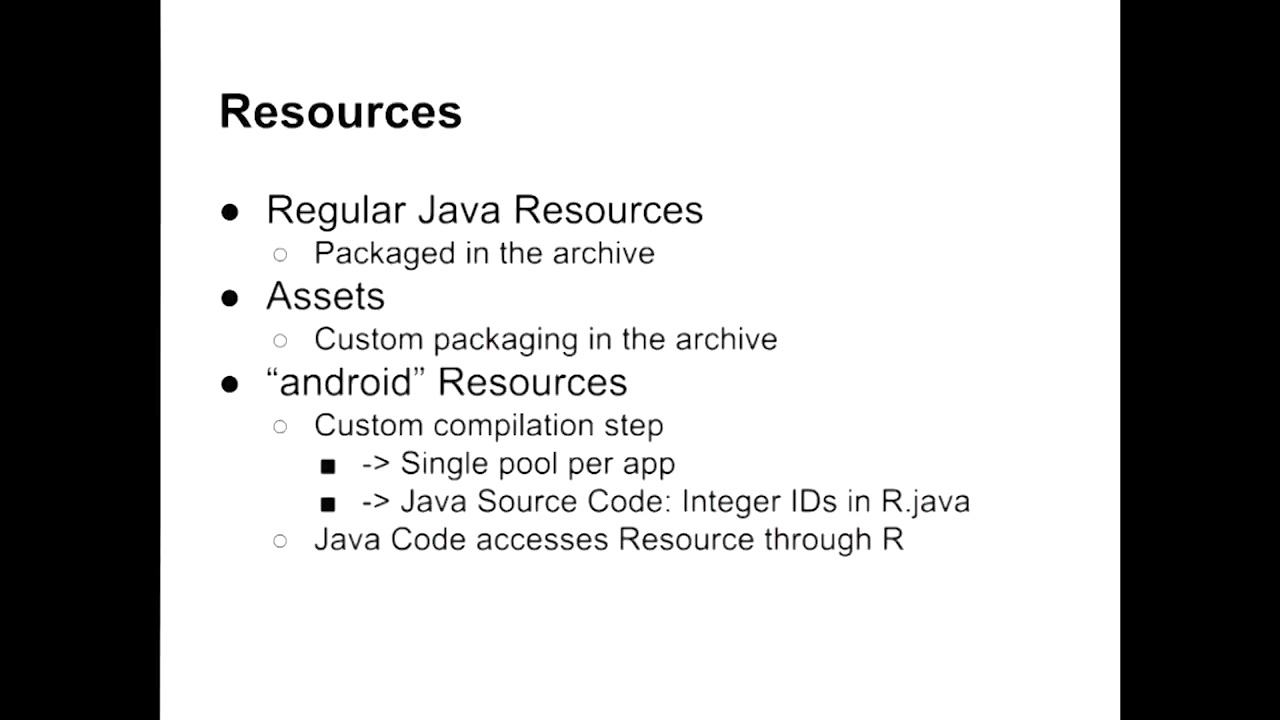 Resources
● Regular Java Resources
○ Packaged in the archive
● Assets
○ Custom packaging in the archive
● “android” Resources
○ Custom compilation step
■ -> Single pool per app
■ -> Java Source Code: Integer IDs in R.java
○ Java Code accesses Resource through R